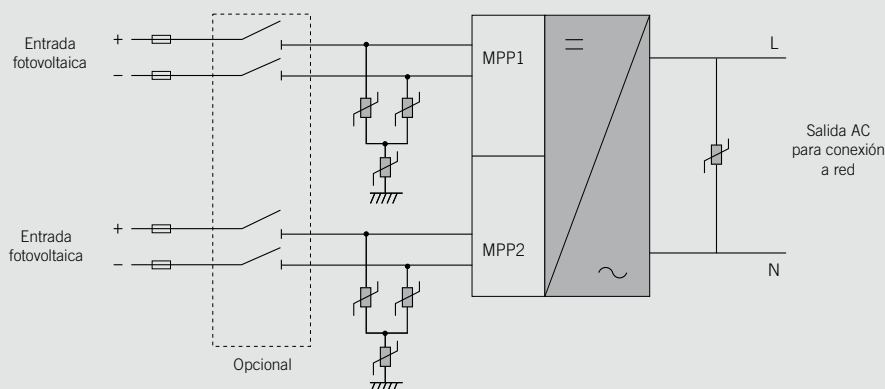 Entrada
fotovoltaica
+
−
MPP1
L
Salida AC
para conexión
a red
Entrada
fotovoltaica
+
−
MPP2
N
Opcional